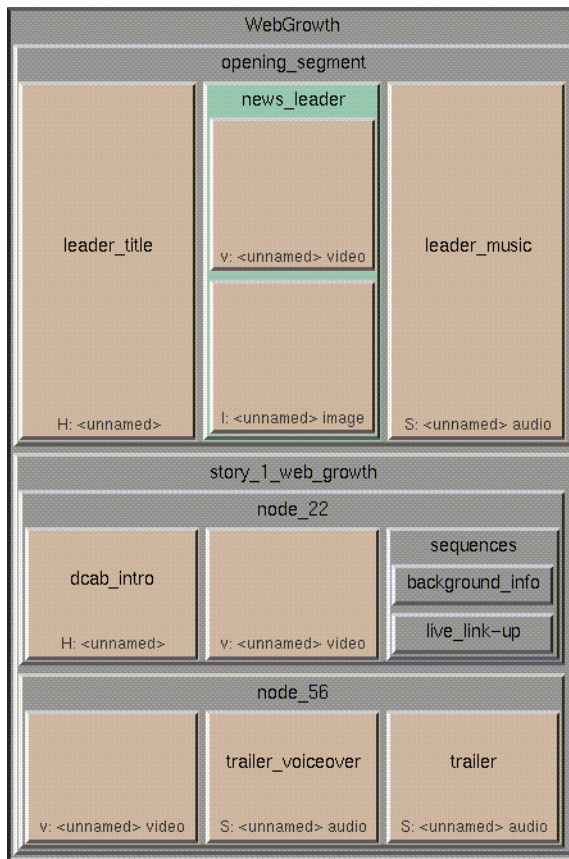 WebGrowth
opening_segment
leader_title
H: <unnamed>
news_leader
v: <unnamed> video
I: <unnamed> image
leader_music
S: <unnamed> audio
story_1_web_growth
node_22
dcab_intro
H: <unnamed>
v: <unnamed> video
sequences
background_info
live_link-up
node_56
v: <unnamed> video
trailer_voiceover
S: <unnamed> audio
trailer
S: <unnamed> audio